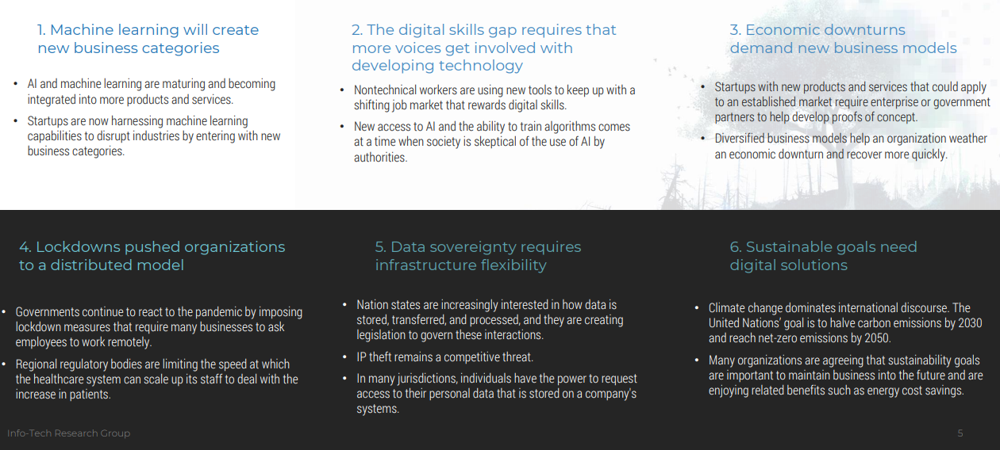 1. Machine learning will create
new business categories
• AI and machine learning are maturing and becoming
integrated into more products and services.
• Startups are now harnessing machine learning
capabilities to disrupt industries by entering with new
business categories.
2. The digital skills gap requires that
more voices get involved with
developing technology
• Nontechnical workers are using new tools to keep up with a
shifting job market that rewards digital skills.
• New access to AI and the ability to train algorithms comes
at a time when society is skeptical of the use of AI by
authorities.
3. Economic downturns
demand new business models
• Startups with new products and services that could apply
to an established market require enterprise or government
partners to help develop proofs of concept.
• Diversified business models help an organization weather
an economic downturn and recover more quickly.
4. Lockdowns pushed organizations
to a distributed model
• Governments continue to react to the pandemic by imposing
lockdown measures that require many businesses to ask
employees to work remotely.
• Regional regulatory bodies are limiting the speed at which
the healthcare system can scale up its staff to deal with the
increase in patients.
5. Data sovereignty requires
infrastructure flexibility
• Nation states are increasingly interested in how data is
stored, transferred, and processed, and they are creating
legislation to govern these interactions.
• IP theft remains a competitive threat.
• In many jurisdictions, individuals have the power to request
access to their personal data that is stored on a company's
systems.
6. Sustainable goals need
digital solutions
• Climate change dominates international discourse. The
United Nations' goal is to halve carbon emissions by 2030
and reach net-zero emissions by 2050.
• Many organizations are agreeing that sustainability goals
are important to maintain business into the future and are
enjoying related benefits such as energy cost savings.
Info-Tech Research Group
5